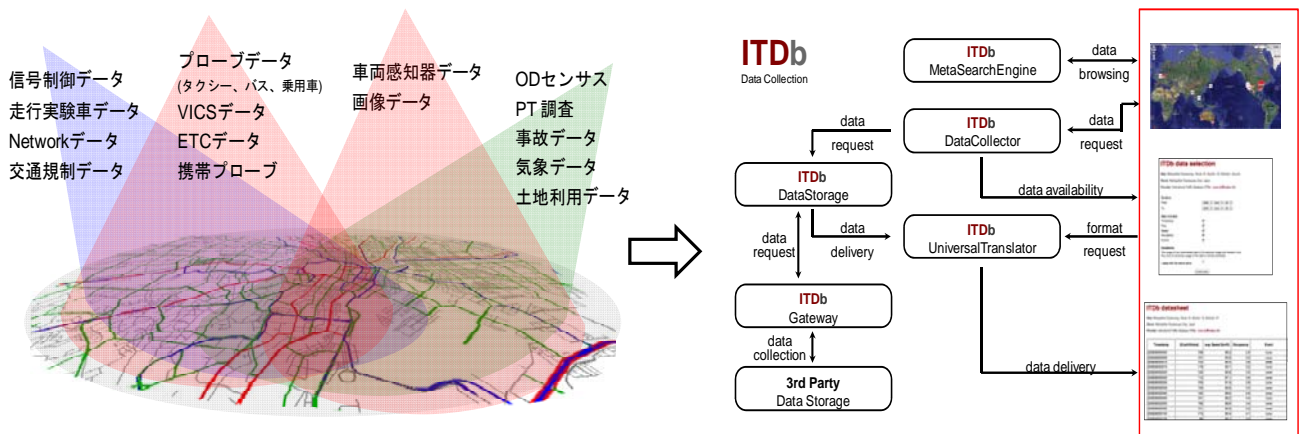 信号制御データ
走行実験車データ
Networkデータ
交通規制データ
プローブデータ
(タクシー、バス、乗用車)
VICSデータ
ETCデータ
携帯プローブ
車両感知器データ
画像データ
ODセンサス
PT 調査
事故データ
気象データ
土地利用データ
ITDb
Data Collection
ITDb
MetaSearchEngine
data
browsing
ITDb
DataCollector
data
request
data
request
ITDb
DataStorage
data availability
data
delivery
ITDb
UniversalTranslator
format
request
data
request
ITDb
Gateway
data
collection
3rd Party
Data Storage
data delivery
ITDb data selection
ITDb datasheet